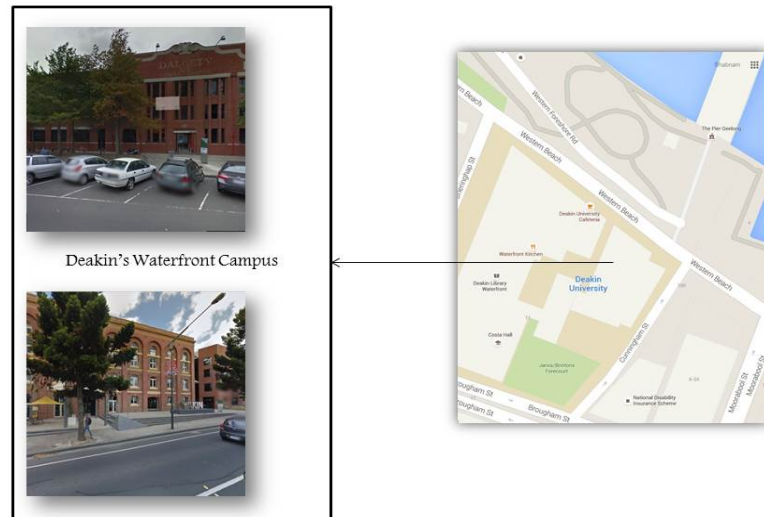 DALGETY
Deakin's Waterfront Campus
Shabnam
Western Foreshore Rd
The Pier Geelong
Western Beach
Western Beach
Western Beach
Deakin University
Cafeteria
Waterfront Kitchen
Deakin Library
Waterfront
Deakin
University
Costa Hall
Cunningham St
National Disability
Insurance Scheme
Moorabool St
Moorabool St
Brougham St
Brougham St